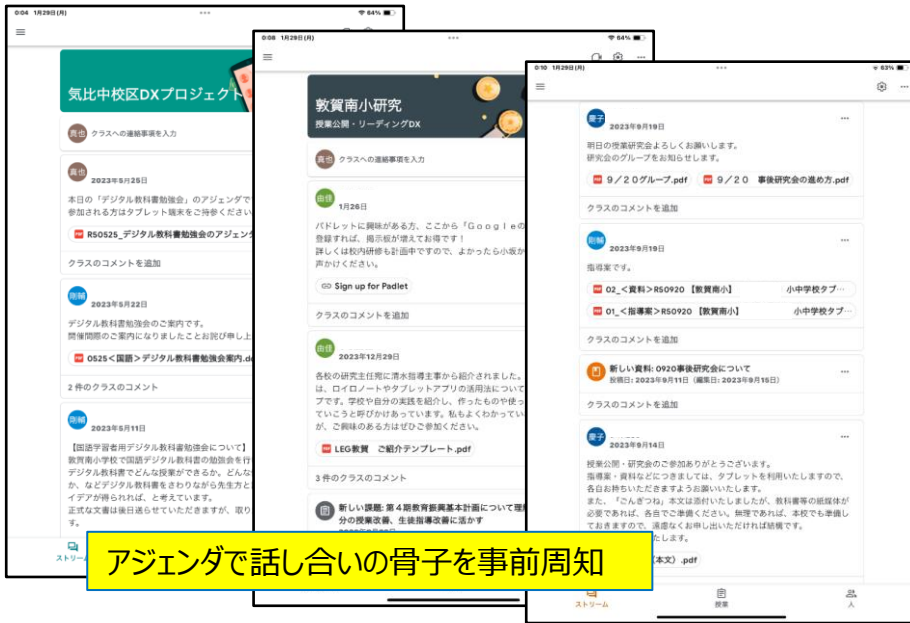 0:04 1月29日(月)
64%
気比中校区DXプロジェクト
真也
クラスへの連絡事項を入力
真也
2023年5月25日
本日の「デジタル教科書勉強会」のアジェンダで
参加される方はタブレット端末をご持参ください
PDF R50525_デジタル教科書勉強会のアジェン
クラスのコメントを追加
剛輔
2023年5月22日
デジタル教科書勉強会のご案内です。
開催間際のご案内になりましたことお詫び申し上
PDF 0525<国語>デジタル教科書勉強会案内.d
2 件のクラスのコメント
剛輔
2023年5月11日
【国語学習者用デジタル教科書勉強会について】
敦賀南小学校で国語デジタル教科書の勉強会を行
デジタル教科書でどんな授業ができるか。どんな
か、などデジタル教科書をさわりながら先生方と
イデアが得られれば、と考えています。
正式な文書は後日送らせていただきますが、取り
す。
ストリーム
0:08 1月29日(月)
64%
敦賀南小研究
授業公開・リーディングDX
真也
クラスへの連絡事項を入力
由佳
1月26日
パドレットに興味がある方、ここから「Googleの
登録すれば、掲示板が増えてお得です！
詳しくは校内研修も計画中ですので、よかったら小坂か
声かけください。
Sign up for Padlet
クラスのコメントを追加
由佳
2023年12月29日
各校の研究主任宛に清水指導主事から紹介されました。
は、ロイロノートやタブレットアプリの活用法について
プです。学校や自分の実践を紹介し、作ったものや使っ
ていこうと呼びかけあっています。私もよくわかってい
が、ご興味のある方はぜひご参加ください。
PDF LEG敦賀 ご紹介テンプレート.pdf
3 件のクラスのコメント
新しい課題: 第４期教育振興基本計画について理
分の授業改善、生徒指導改善に活かす
0:10 1月29日(月)
63%
慶子
2023年9月19日
明日の授業研究会よろしくお願いします。
研究会のグループをお知らせします。
PDF ９／２０グループ.pdf
PDF ９／２０ 事後研究会の進め方.pdf
クラスのコメントを追加
剛輔
2023年9月19日
指導案です。
PDF 02_<資料>R50920 【敦賀南小】 小中学校タブ…
PDF 01_<指導案>R50920 【敦賀南小】 小中学校タブ…
クラスのコメントを追加
新しい資料: 0920事後研究会について
投稿日: 2023年9月11日 (編集日: 2023年9月15日)
クラスのコメントを追加
慶子
2023年9月14日
授業公開・研究会のご参加ありがとうございます。
指導案・資料などにつきましては、タブレットを利用いたしますので、
各自お持ちいただきますようお願いいたします。
また、「ごんぎつね」本文は添付いたしましたが、教科書等の紙媒体が
必要であれば、各自でご準備ください。無理であれば、本校でも準備し
ておきますので、遠慮なくお申し出いただければ結構です。
たします。
（本文）.pdf
ストリーム
授業
人
アジェンダで話し合いの骨子を事前周知